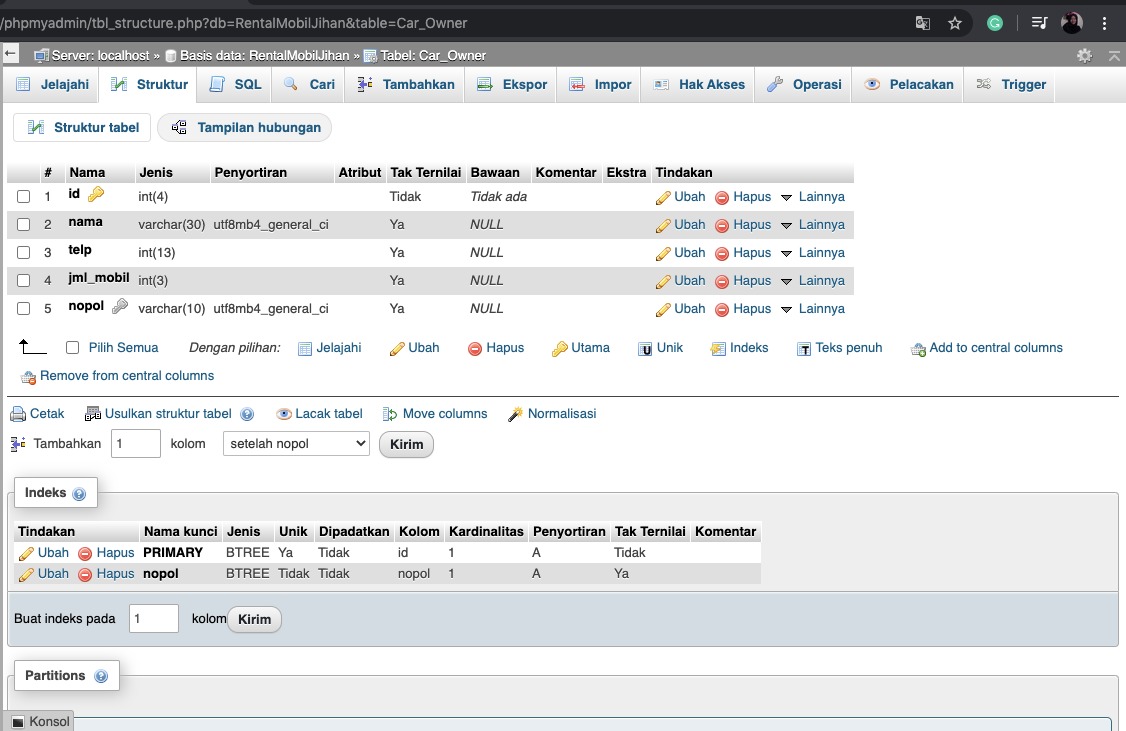 /phpmyadmin/tbl_structure.php?db=RentalMobilJihan&table=Car_Owner
Server: localhost » Basis data: RentalMobilJihan » Tabel: Car_Owner
Jelajahi Struktur SQL Cari Tambahkan Ekspor Impor Hak Akses Operasi Pelacakan Trigger
Struktur tabel Tampilan hubungan
# Nama Jenis Penyortiran Atribut Tak Ternilai Bawaan Komentar Ekstra Tindakan
1 id int(4) Tidak Tidak ada Ubah Hapus Lainnya
2 nama varchar(30) utf8mb4_general_ci Ya NULL Ubah Hapus Lainnya
3 telp int(13) Ya NULL Ubah Hapus Lainnya
4 jml_mobil int(3) Ya NULL Ubah Hapus Lainnya
5 nopol varchar(10) utf8mb4_general_ci Ya NULL Ubah Hapus Lainnya
Pilih Semua Dengan pilihan: Jelajahi Ubah Hapus Utama Unik Indeks Teks penuh Add to central columns
Remove from central columns
Cetak Usulkan struktur tabel Lacak tabel Move columns Normalisasi
Tambahkan 1 kolom setelah nopol Kirim
Indeks
Tindakan Nama kunci Jenis Unik Dipadatkan Kolom Kardinalitas Penyortiran Tak Ternilai Komentar
Ubah Hapus PRIMARY BTREE Ya Tidak id 1 A Tidak
Ubah Hapus nopol BTREE Tidak Tidak nopol 1 A Ya
Buat indeks pada 1 kolom Kirim
Partitions
Konsol